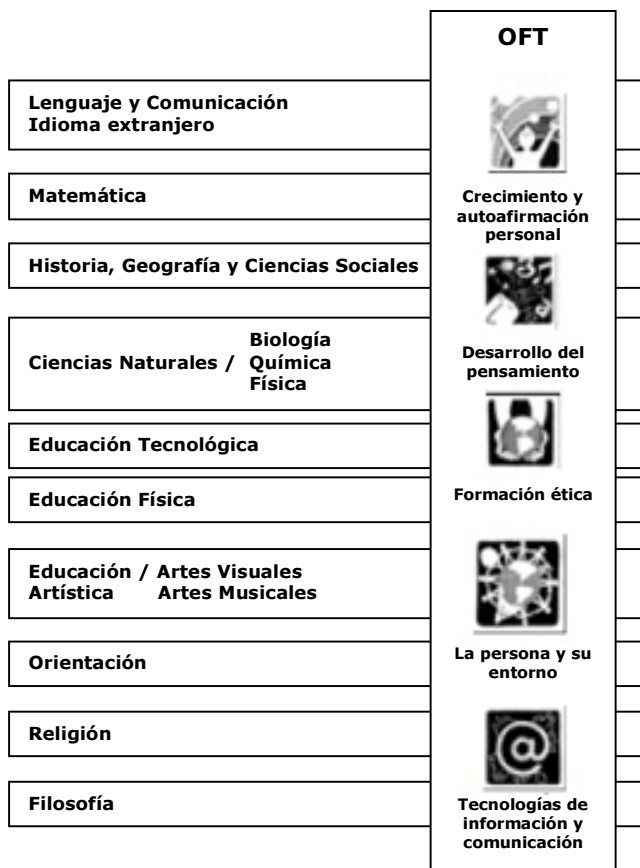 OFT
Lenguaje y Comunicación
Idioma extranjero
Matemática
Historia, Geografía y Ciencias Sociales
Biología
Ciencias Naturales / Química
Física
Educación Tecnológica
Educación Física
Educación / Artes Visuales
Artística Artes Musicales
Orientación
Religión
Filosofía
Crecimiento y
autoafirmación
personal
Desarrollo del
pensamiento
Formación ética
La persona y su
entorno
@
Tecnologías de
información y
comunicación